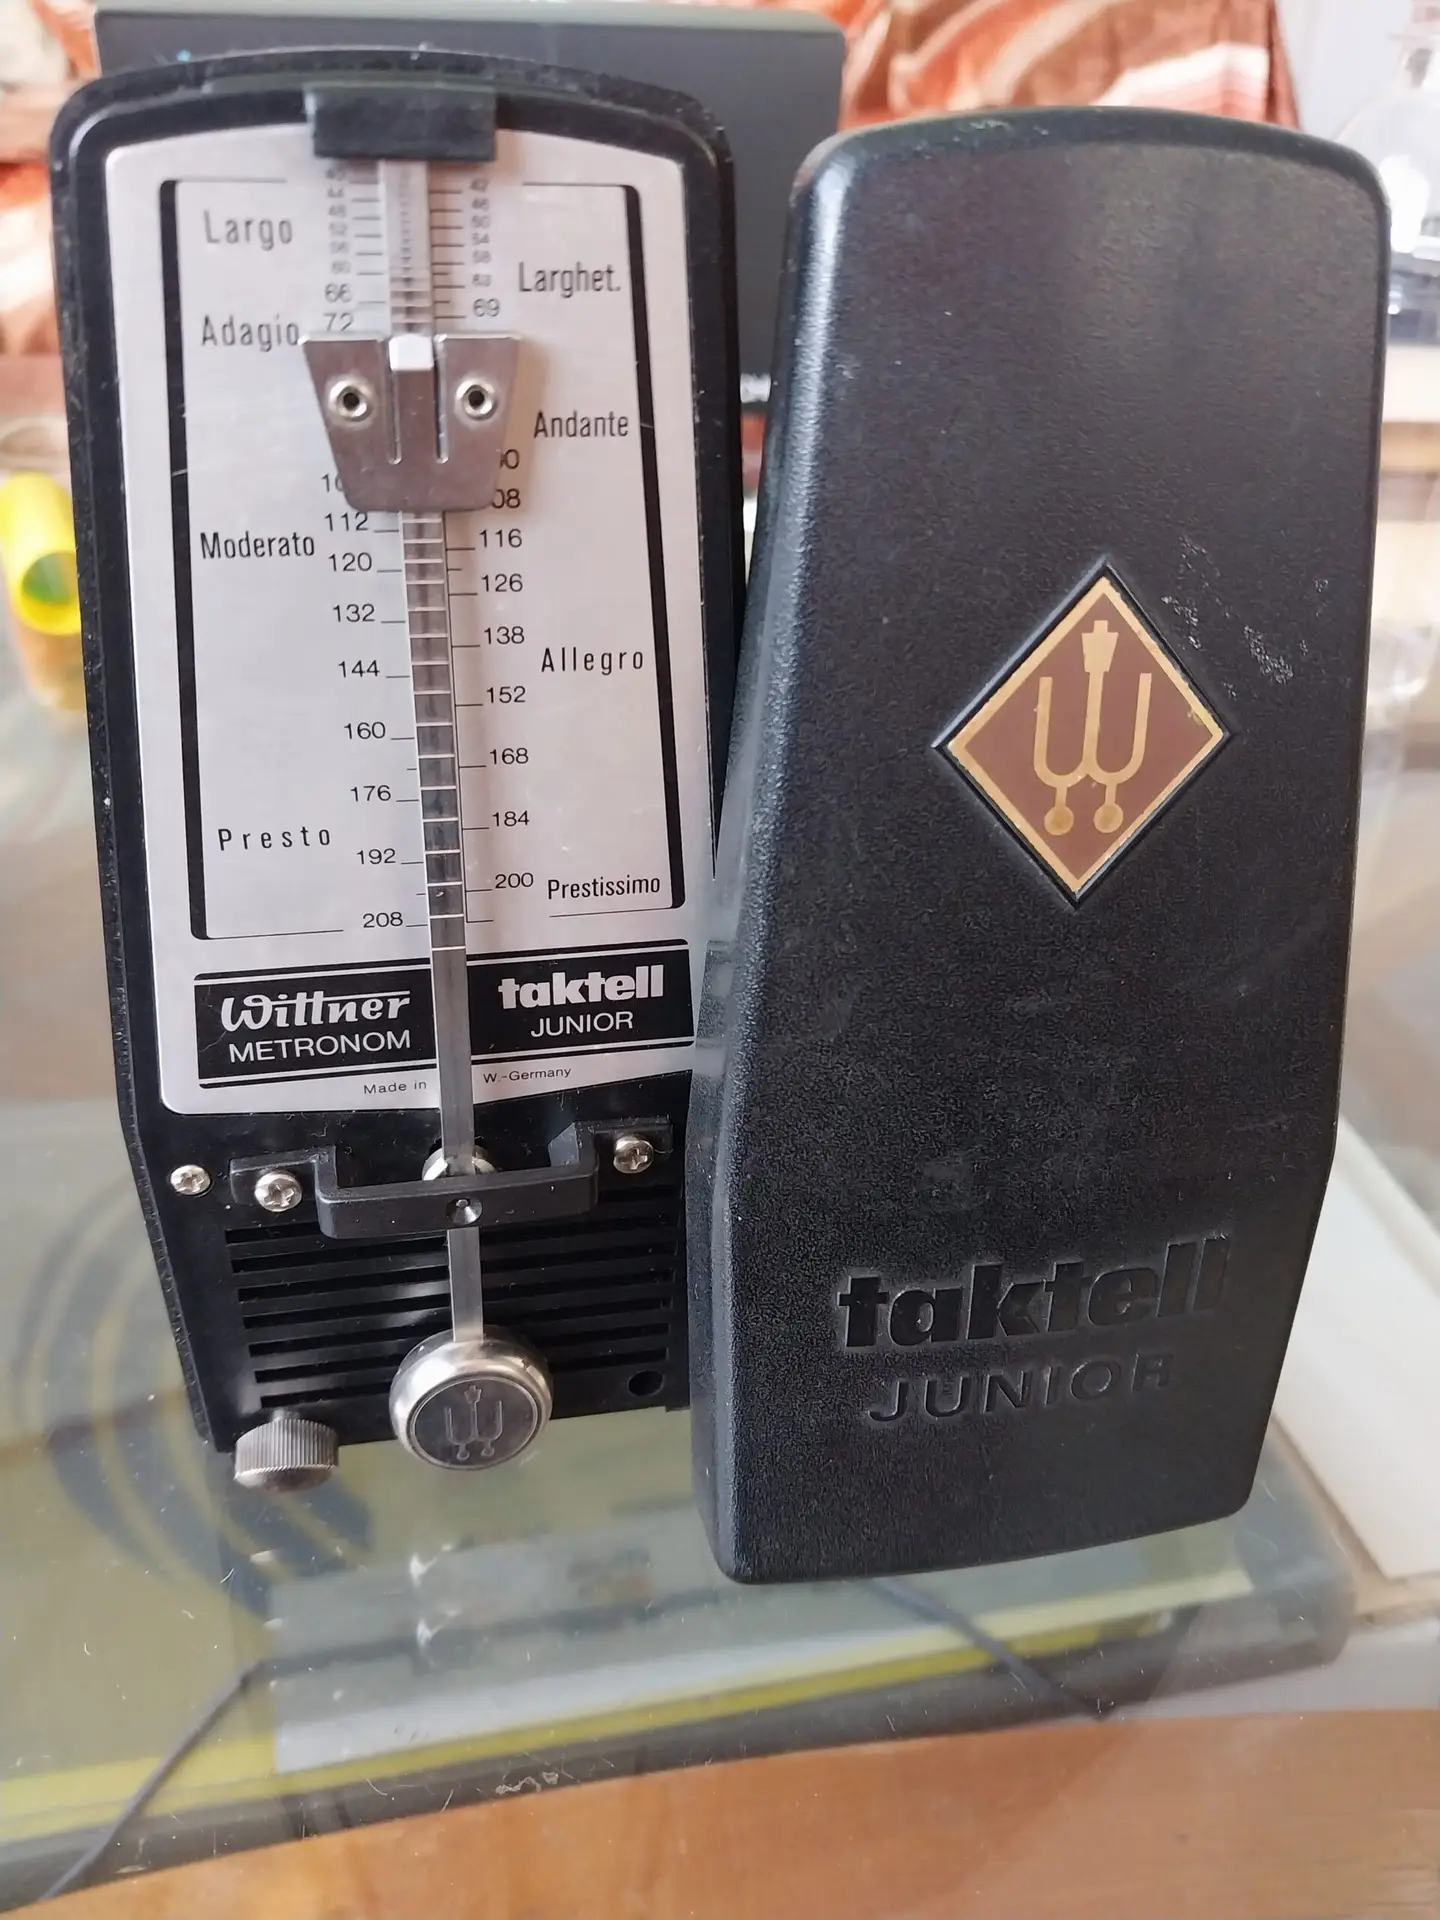 Largo
Larghet.
66
69
Adagio
72
Andante
112
116
Moderato
120
126
132
138
Allegro
144
152
160
168
176
184
Presto
192
200
Prestissimo
208
Wittner
METRONOM
taktell
JUNIOR
Made in W.-Germany
taktell
JUNIOR